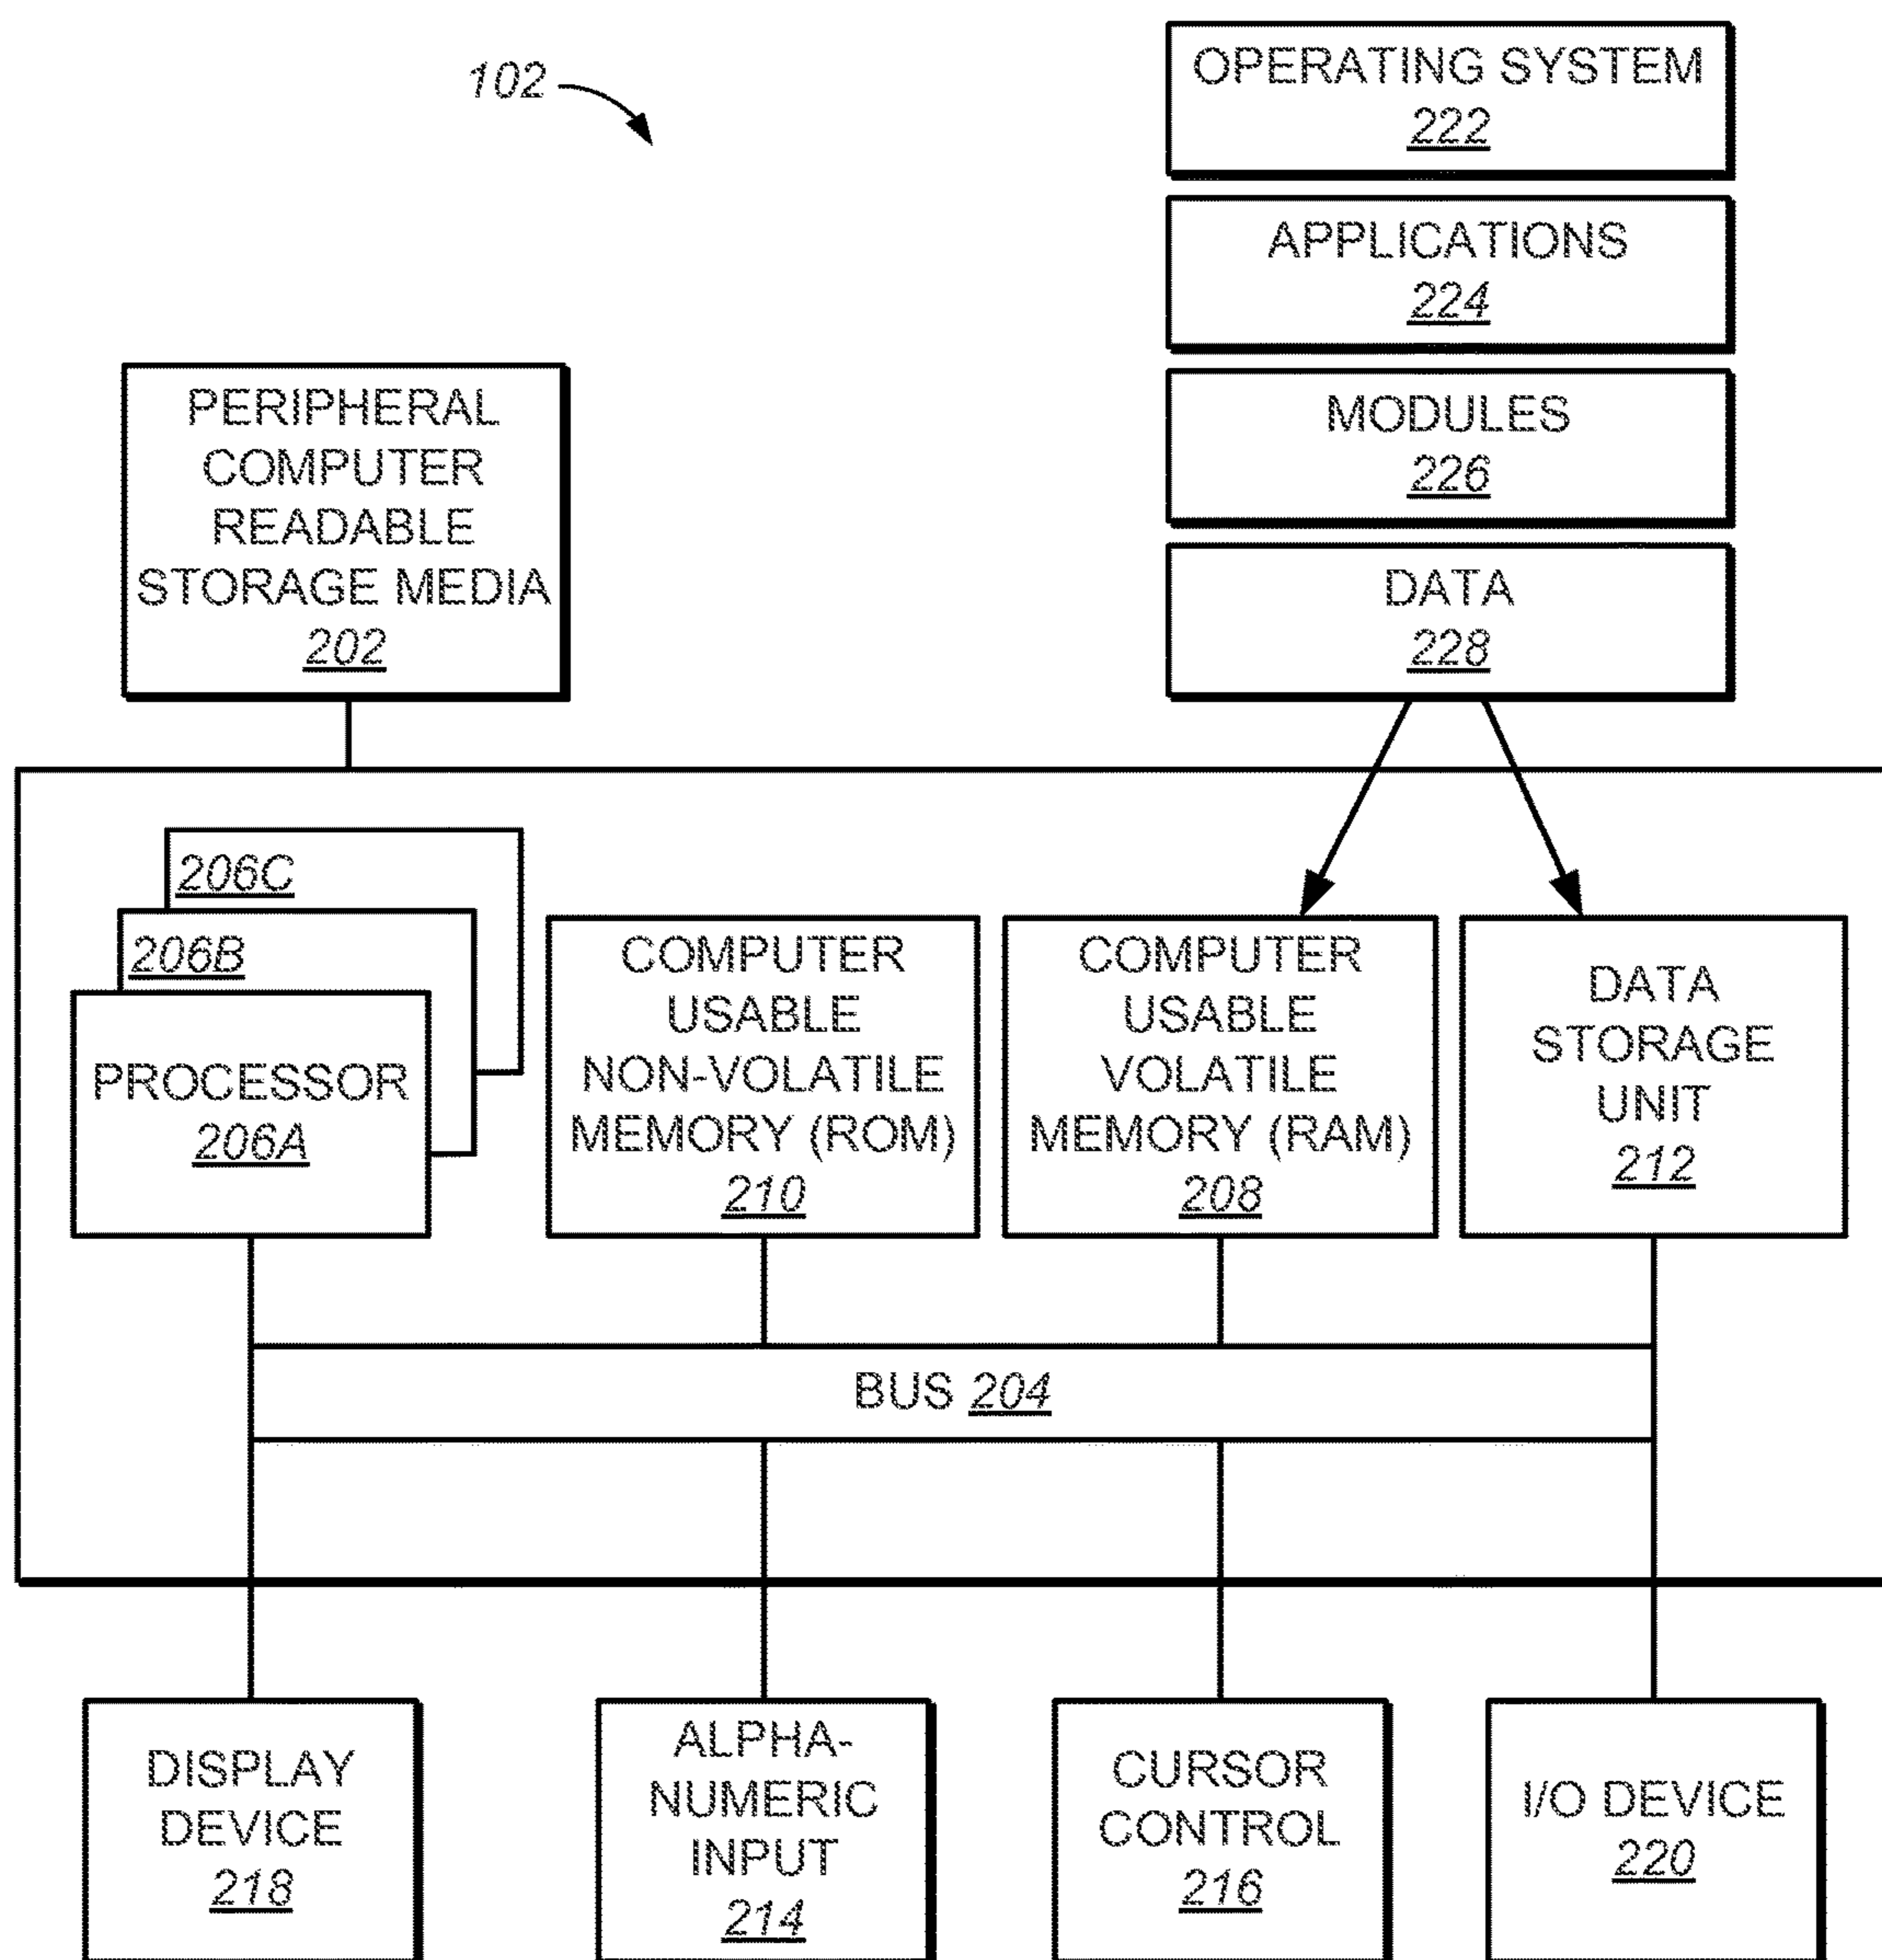 102
OPERATING SYSTEM
222
APPLICATIONS
224
MODULES
226
DATA
228
PERIPHERAL
COMPUTER
READABLE
STORAGE MEDIA
202
206C
206B
PROCESSOR
206A
COMPUTER
USABLE
NON-VOLATILE
MEMORY (ROM)
210
COMPUTER
USABLE
VOLATILE
MEMORY (RAM)
208
DATA
STORAGE
UNIT
212
BUS 204
DISPLAY
DEVICE
218
ALPHA-
NUMERIC
INPUT
214
CURSOR
CONTROL
216
I/O DEVICE
220